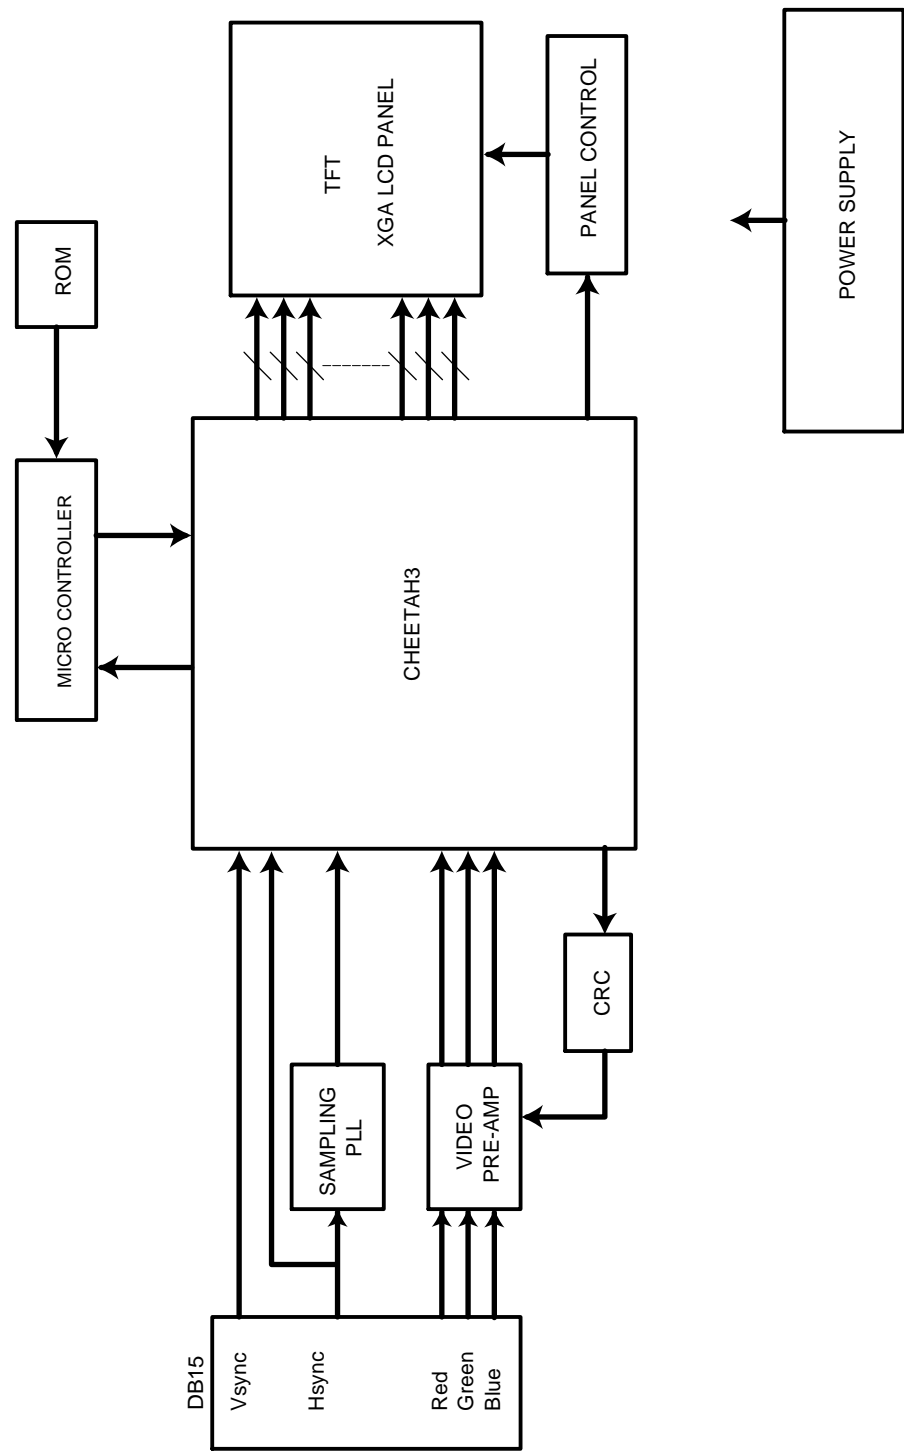 DB15
Vsync
Hsync
Red
Green
Blue
SAMPLING
PLL
VIDEO
PRE-AMP
CRC
CHEETAH3
MICRO CONTROLLER
ROM
TFT
XGA LCD PANEL
PANEL CONTROL
POWER SUPPLY